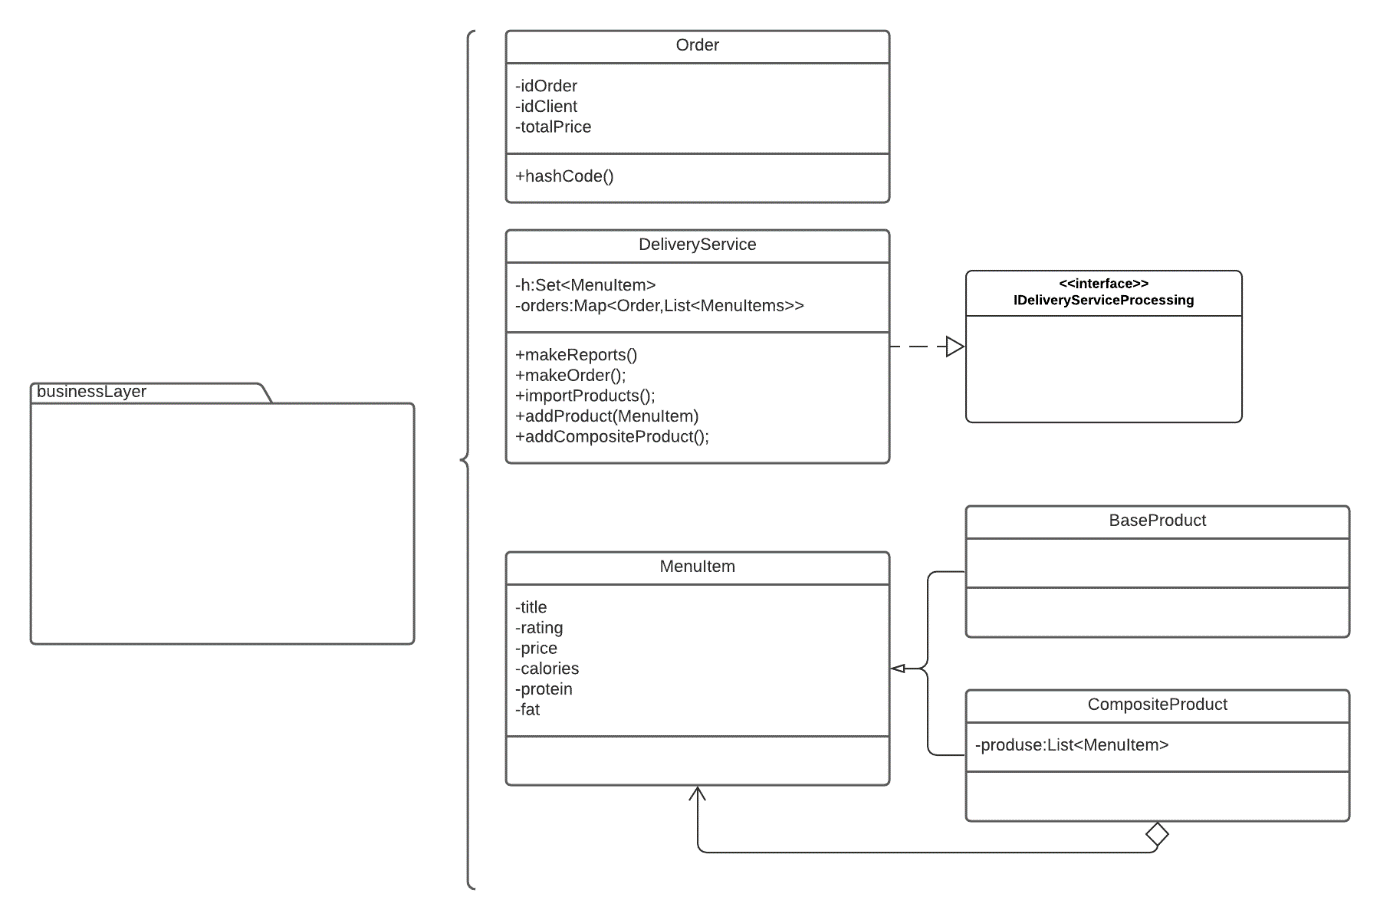 businessLayer
Order
-idOrder
-idClient
-totalPrice
+hashCode()
DeliveryService
-h:Set<MenuItem>
-orders:Map<Order,List<MenuItems>>
+makeReports()
+makeOrder();
+importProducts();
+addProduct(MenuItem)
+addCompositeProduct();
<<interface>>
IDeliveryServiceProcessing
MenuItem
-title
-rating
-price
-calories
-protein
-fat
BaseProduct
CompositeProduct
-produse:List<MenuItem>